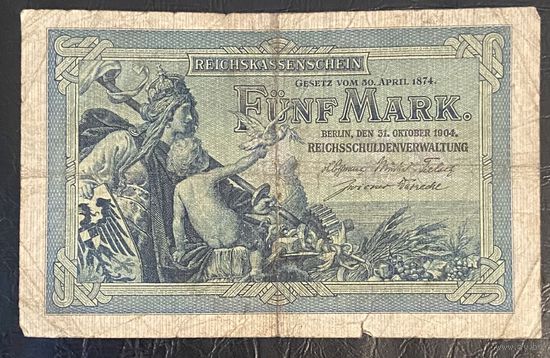 REICHSKASSENSCHEIN
GESETZ VOM 30. APRIL 1874.
FÜNF MARK.
BERLIN, DEN 31. OKTOBER 1904.
REICHSSCHULDENVERWALTUNG